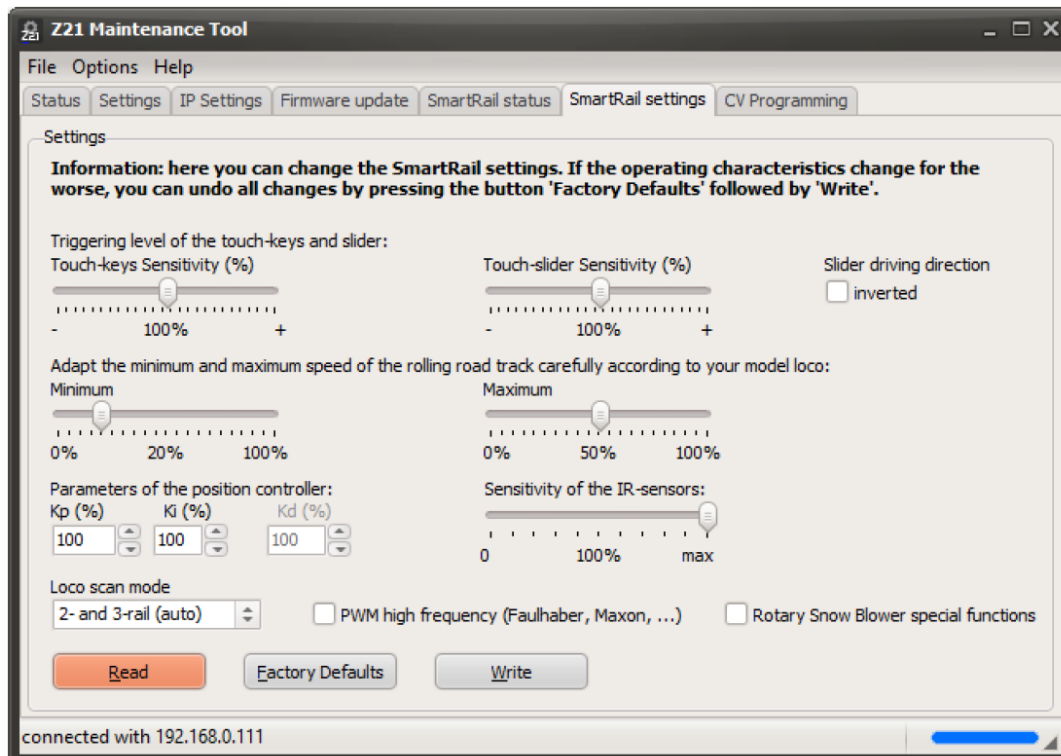 Z21 Maintenance Tool
File Options Help
Status Settings IP Settings Firmware update SmartRail status SmartRail settings CV Programming
Settings
Information: here you can change the SmartRail settings. If the operating characteristics change for the
worse, you can undo all changes by pressing the button 'Factory Defaults' followed by 'Write'.
Triggering level of the touch-keys and slider:
Touch-keys Sensitivity (%) Touch-slider Sensitivity (%) Slider driving direction
inverted
- 100% + - 100% +
Adapt the minimum and maximum speed of the rolling road track carefully according to your model loco:
Minimum Maximum
0% 20% 100% 0% 50% 100%
Parameters of the position controller: Sensitivity of the IR-sensors:
Kp (%) Ki (%) Kd (%)
100 100 100
0 100% max
Loco scan mode
2- and 3-rail (auto) PWM high frequency (Faulhaber, Maxon, ...) Rotary Snow Blower special functions
Read Factory Defaults Write
connected with 192.168.0.111